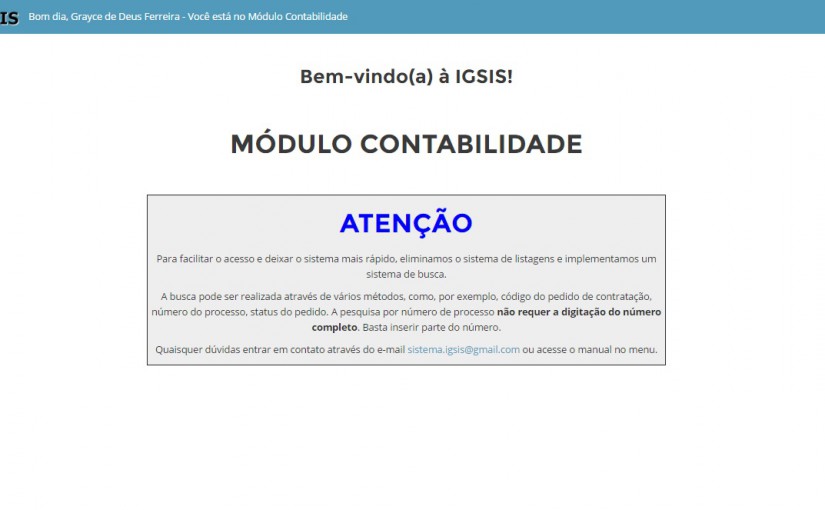 IS Bom dia, Grayce de Deus Ferreira - Você está no Módulo Contabilidade
Bem-vindo(a) à IGSIS!
MÓDULO CONTABILIDADE
ATENÇÃO
Para facilitar o acesso e deixar o sistema mais rápido, eliminamos o sistema de listagens e implementamos um
sistema de busca.
A busca pode ser realizada através de vários métodos, como, por exemplo, código do pedido de contratação,
número do processo, status do pedido. A pesquisa por número de processo não requer a digitação do número
completo. Basta inserir parte do número.
Quaisquer dúvidas entrar em contato através do e-mail sistema.igsis@gmail.com ou acesse o manual no menu.